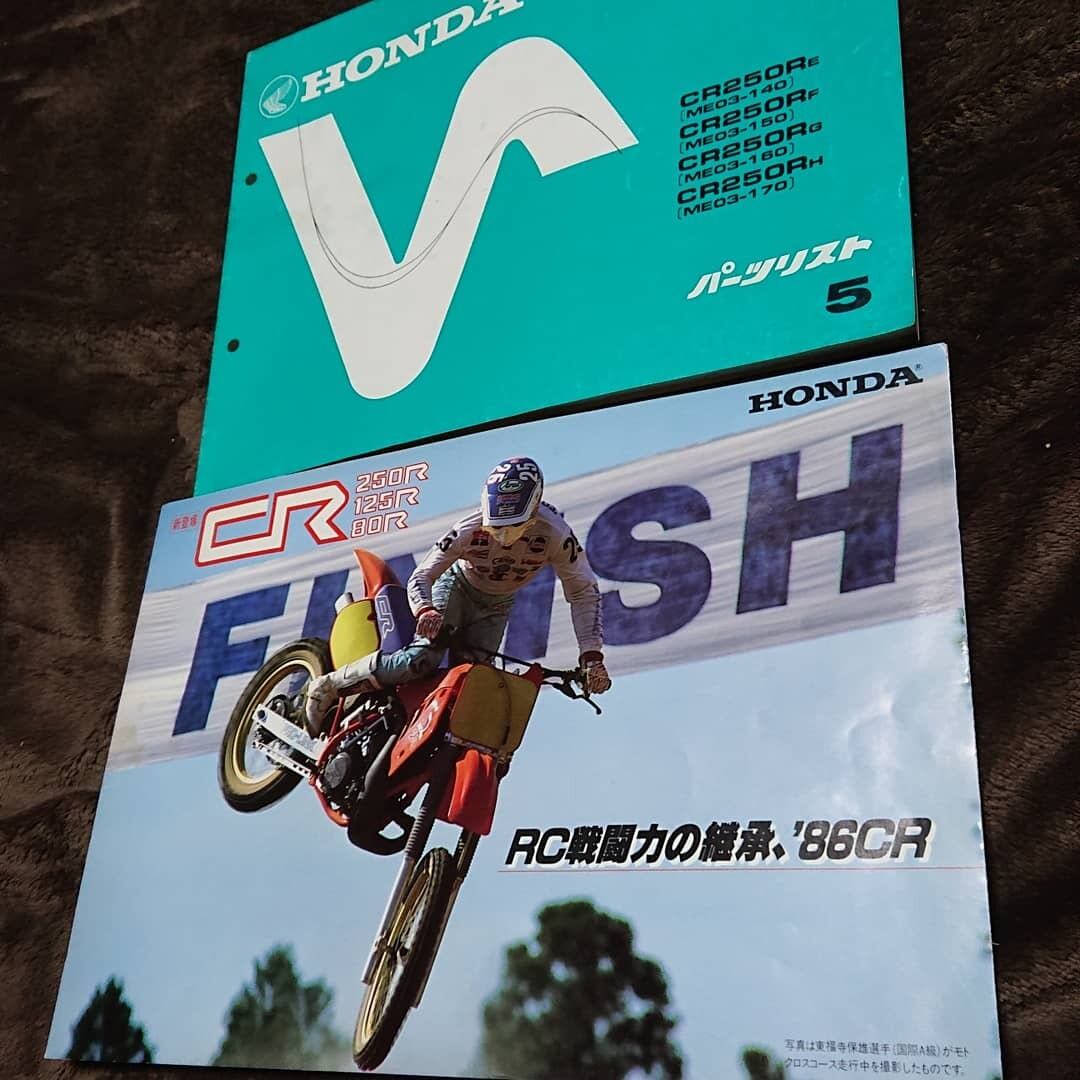 HONDA
CR250RE
(ME03-140)
CR250RF
(ME03-150)
CR250RG
(ME03-160)
CR250RH
(ME03-170)
パーツリスト
5
HONDA®
新登場
CR
250R
125R
80R
26 25
FINISH
CR
RC戦闘力の継承、'86CR
写真は東福寺保雄選手(国際A級)がモト
クロスコース走行中を撮影したものです。